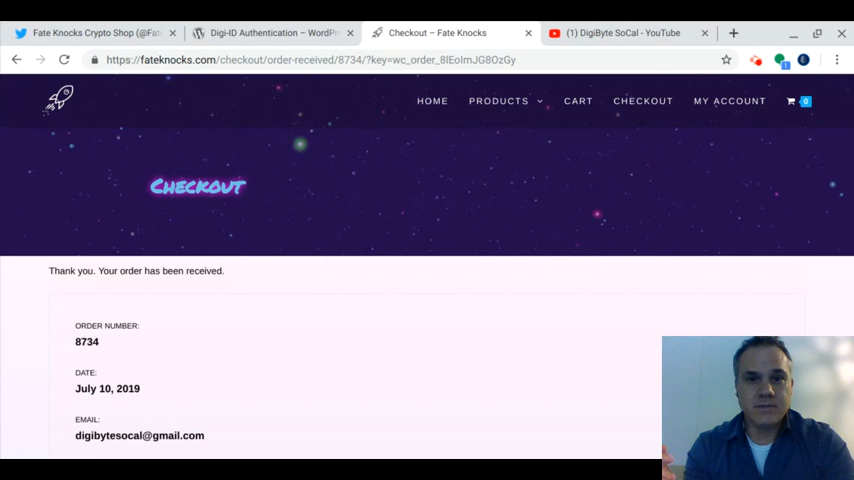 Fate Knocks Crypto Shop (@Fat
Digi-ID Authentication – WordPr
Checkout – Fate Knocks
(1) DigiByte SoCal - YouTube
https://fateknocks.com/checkout/order-received/8734/?key=wc_order_8lEoImJG8OzGy
1
HOME PRODUCTS CART CHECKOUT MY ACCOUNT 0
Checkout
Thank you. Your order has been received.
ORDER NUMBER:
8734
DATE:
July 10, 2019
EMAIL:
digibytesocal@gmail.com